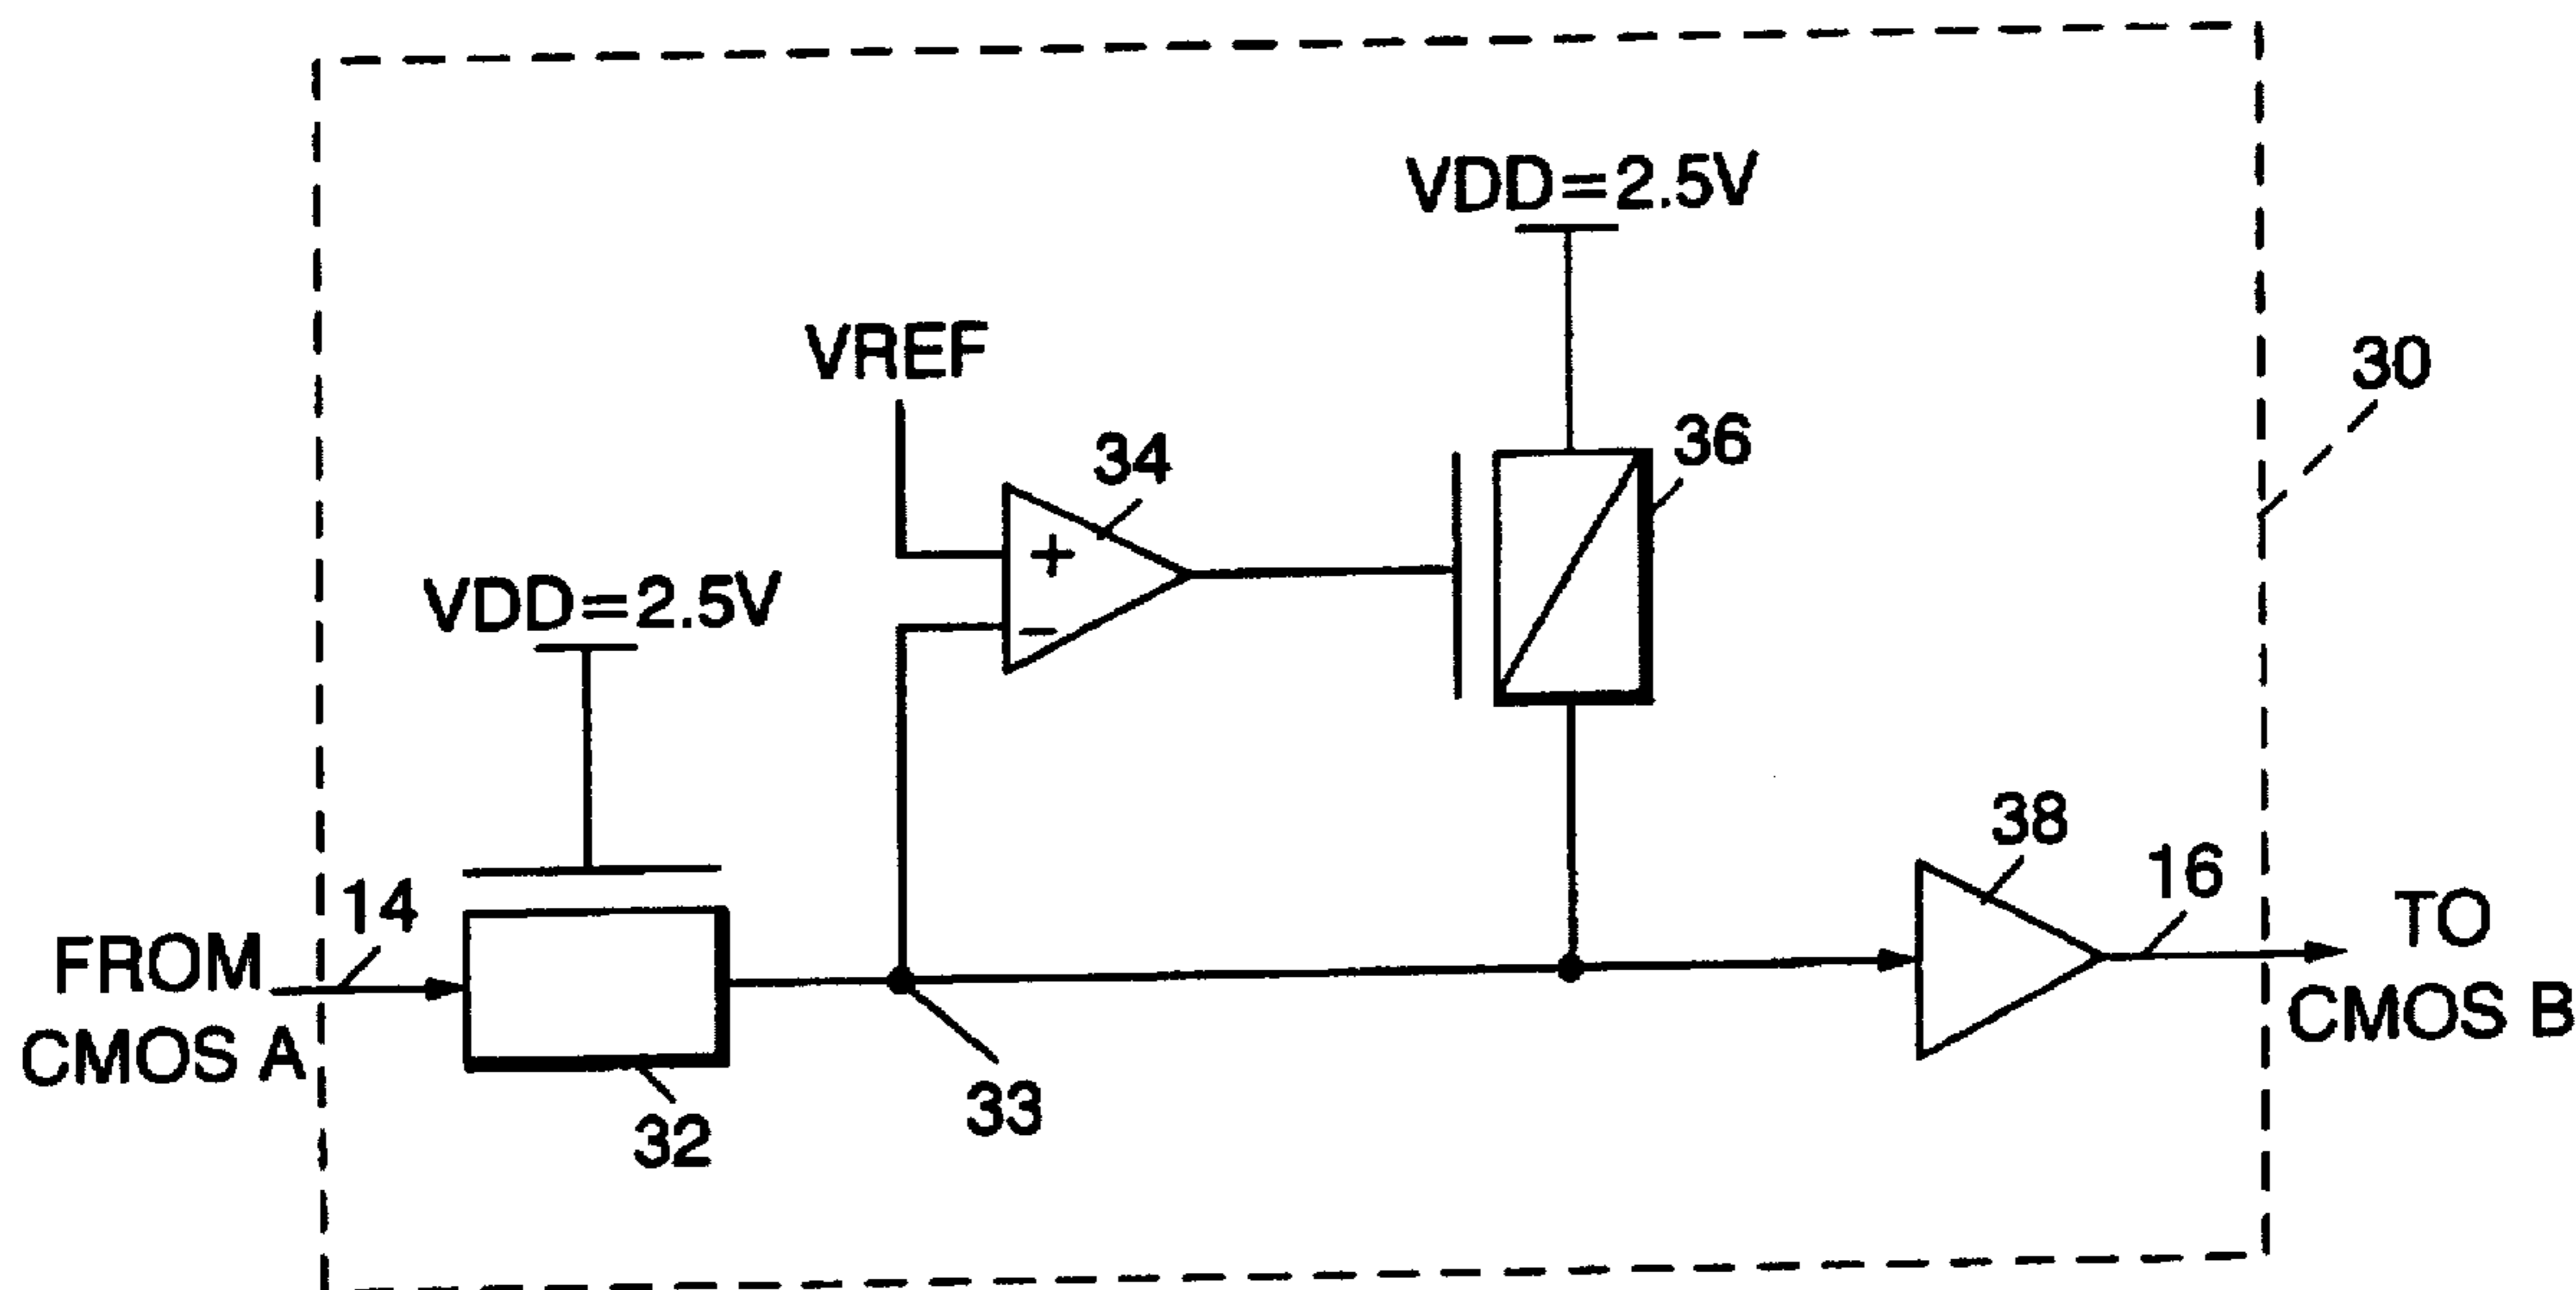 VDD=2.5V
VREF
30
36
34
VDD=2.5V
38
16
14
FROM
CMOS A
TO
CMOS B
33
32